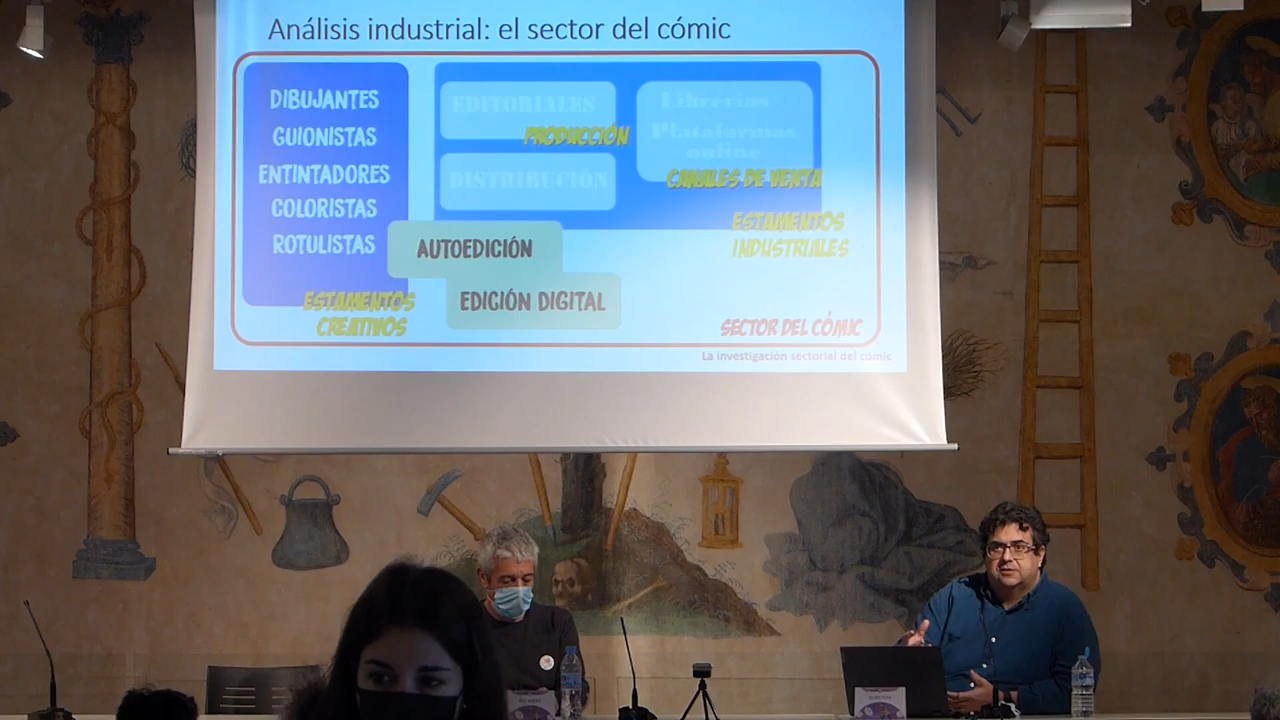 Análisis industrial: el sector del cómic
DIBUJANTES
GUIONISTAS
ENTINTADORES
COLORISTAS
ROTULISTAS
ESTAMENTOS
CREATIVOS
EDITORIALES
PRODUCCIÓN
DISTRIBUCIÓN
Librerías
Plataformas
online
CANALES DE VENTA
ESTAMENTOS
INDUSTRIALES
AUTOEDICIÓN
EDICIÓN DIGITAL
SECTOR DEL CÓMIC
La investigación sectorial del cómic